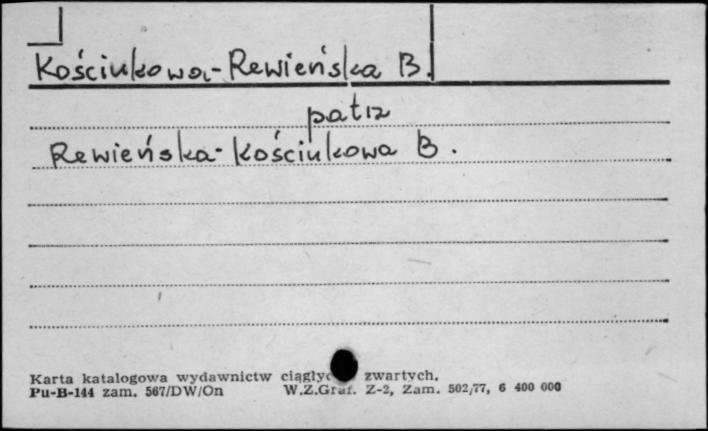 Kościukowa-Rewieńska B.
patrz
Rewieńska-Kościukowa B.
Karta katalogowa wydawnictw zwartych.
Pu-B-144 zam. 567/DW/On W.Z.Graf. Z-2, Zam. 502/77, 6 400 000